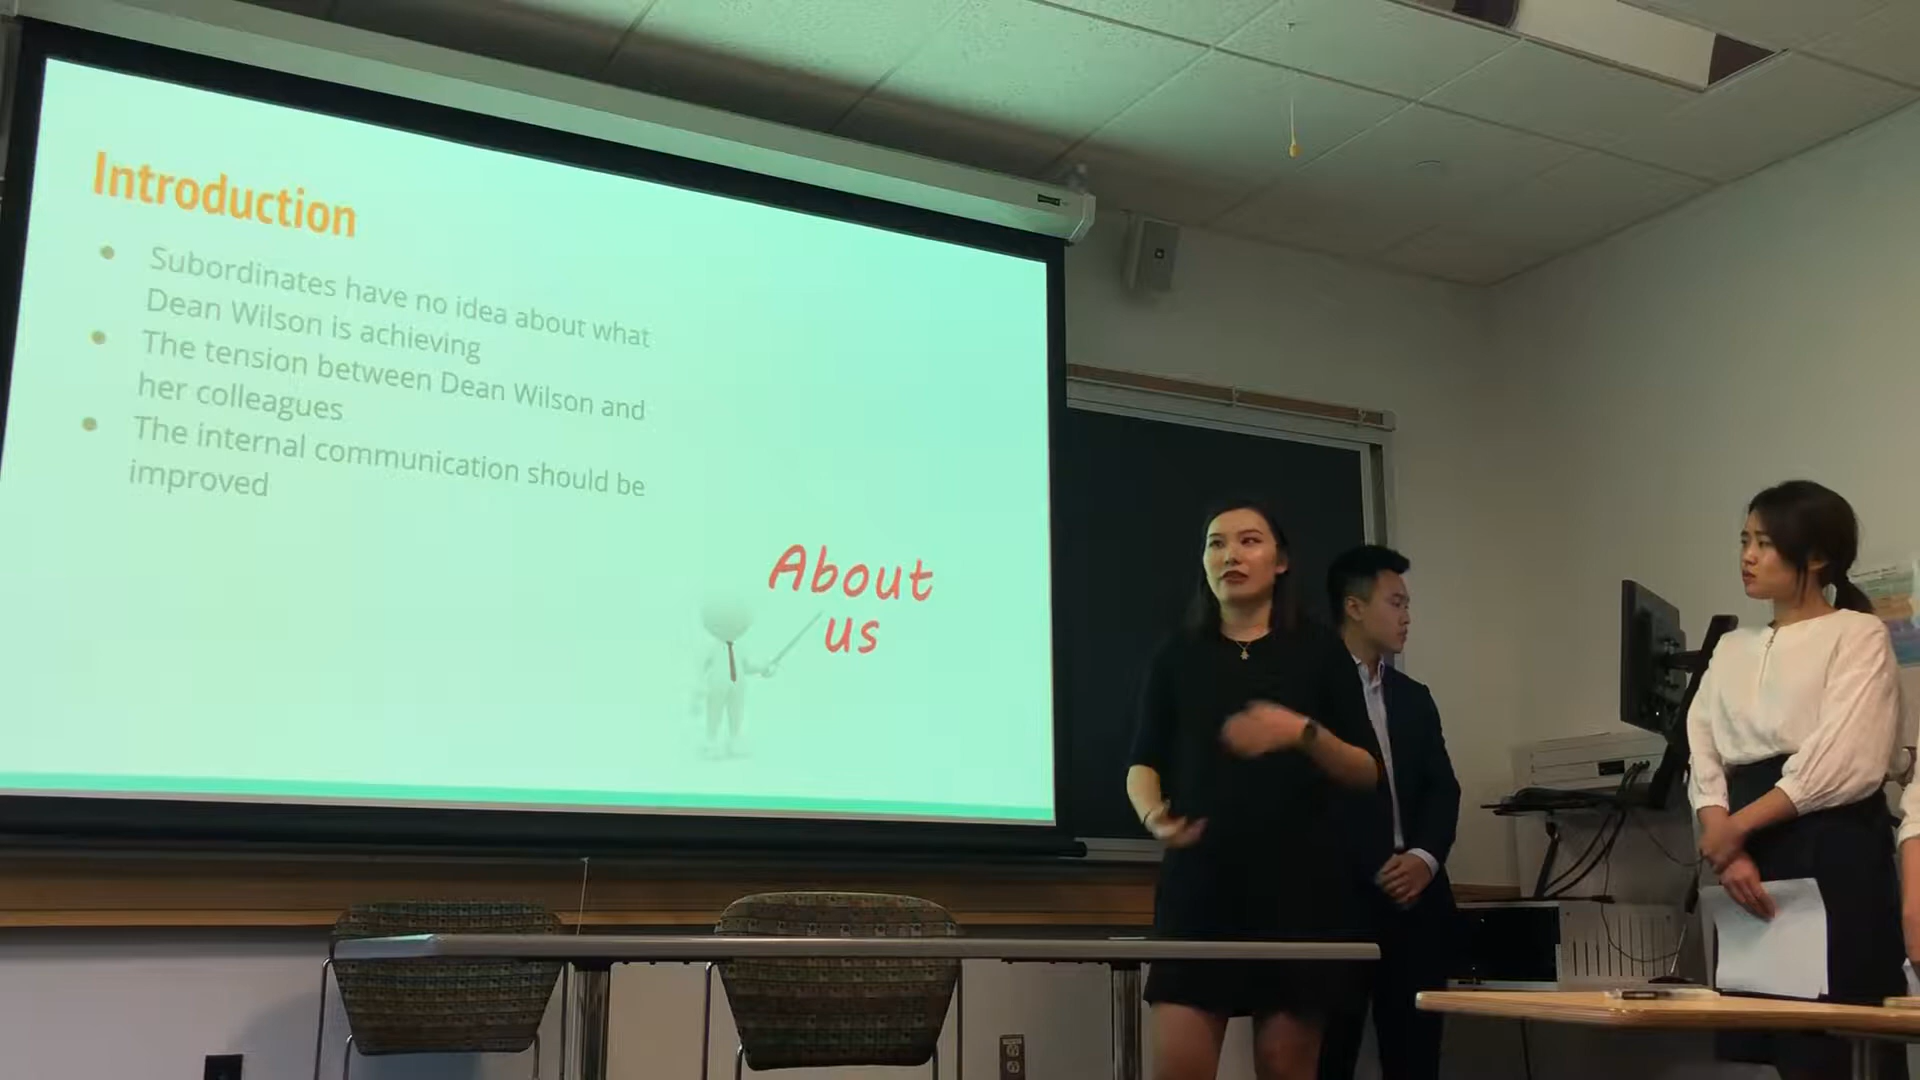 Introduction
Subordinates have no idea about what
Dean Wilson is achieving
The tension between Dean Wilson and
her colleagues
The internal communication should be
improved
About
us